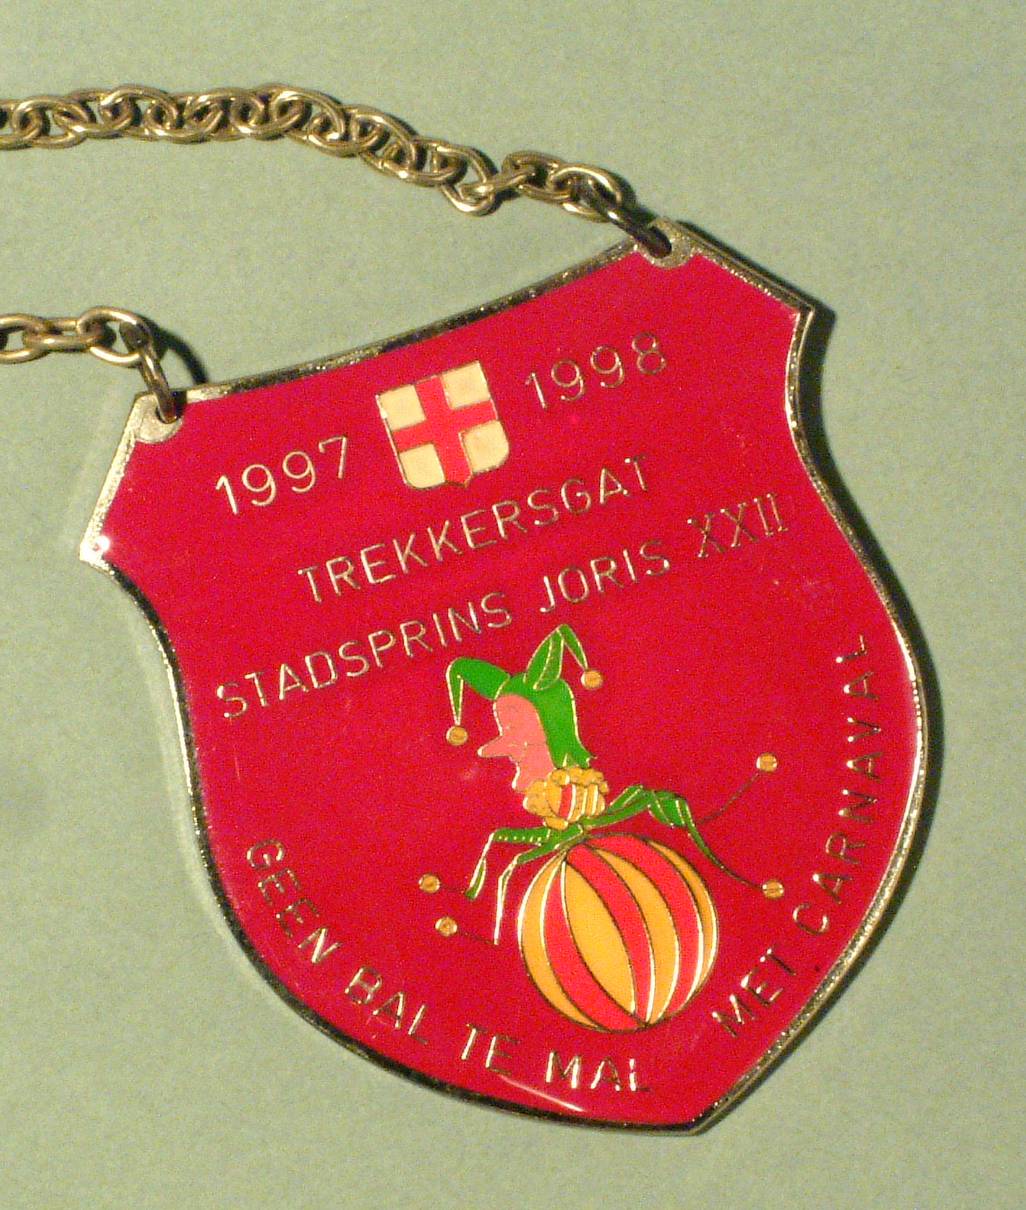 1997 1998
TREKKERSGAT
STADSPRINS JORIS XXII
GEEN BAL TE MAL MET CARNAVAL